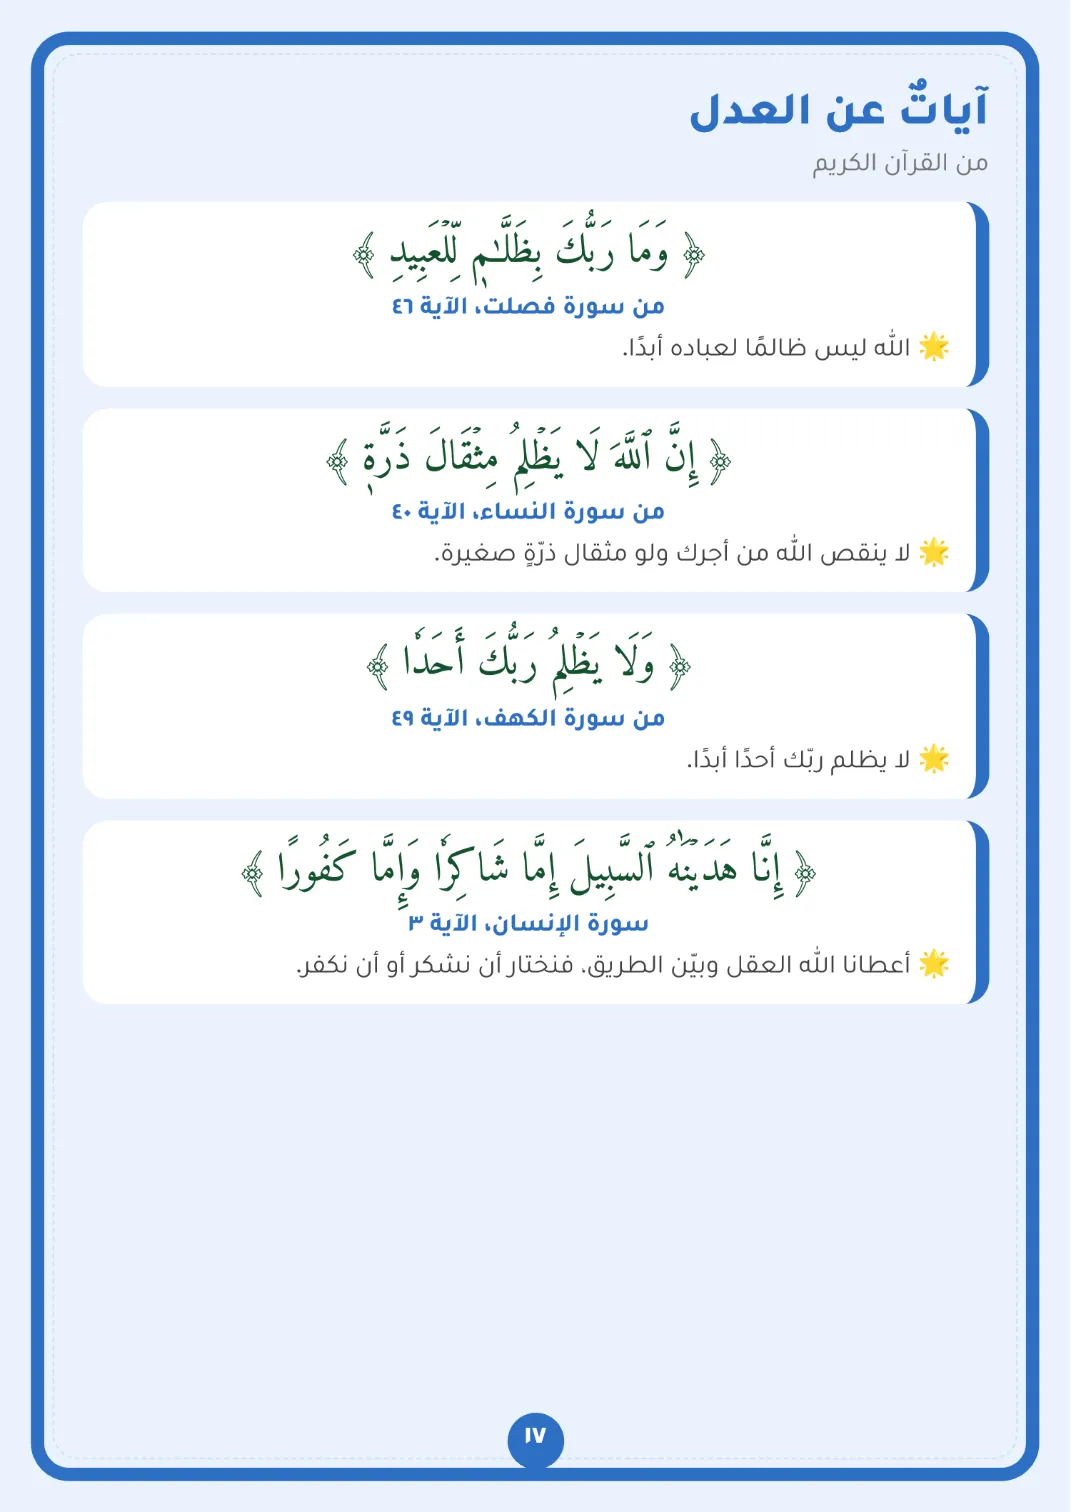 آياتٌ عن العدل
من القرآن الكريم
﴿ وَمَا رَبُّكَ بِظَلَّـٰمٍۢ لِّلْعَبِيدِ ﴾
من سورة فصلت، الآية ٤٦
🌟 الله ليس ظالمًا لعباده أبدًا.
﴿ إِنَّ ٱللَّهَ لَا يَظْلِمُ مِثْقَالَ ذَرَّةٍۢ ﴾
من سورة النساء، الآية ٤٠
🌟 لا ينقص الله من أجرك ولو مثقال ذرّةٍ صغيرة.
﴿ وَلَا يَظْلِمُ رَبُّكَ أَحَدًۭا ﴾
من سورة الكهف، الآية ٤٩
🌟 لا يظلم ربّك أحدًا أبدًا.
﴿ إِنَّا هَدَيْنَـٰهُ ٱلسَّبِيلَ إِمَّا شَاكِرًۭا وَإِمَّا كَفُورًا ﴾
سورة الإنسان، الآية ٣
🌟 أعطانا الله العقل وبيّن الطريق، فنختار أن نشكر أو أن نكفر.
١٧